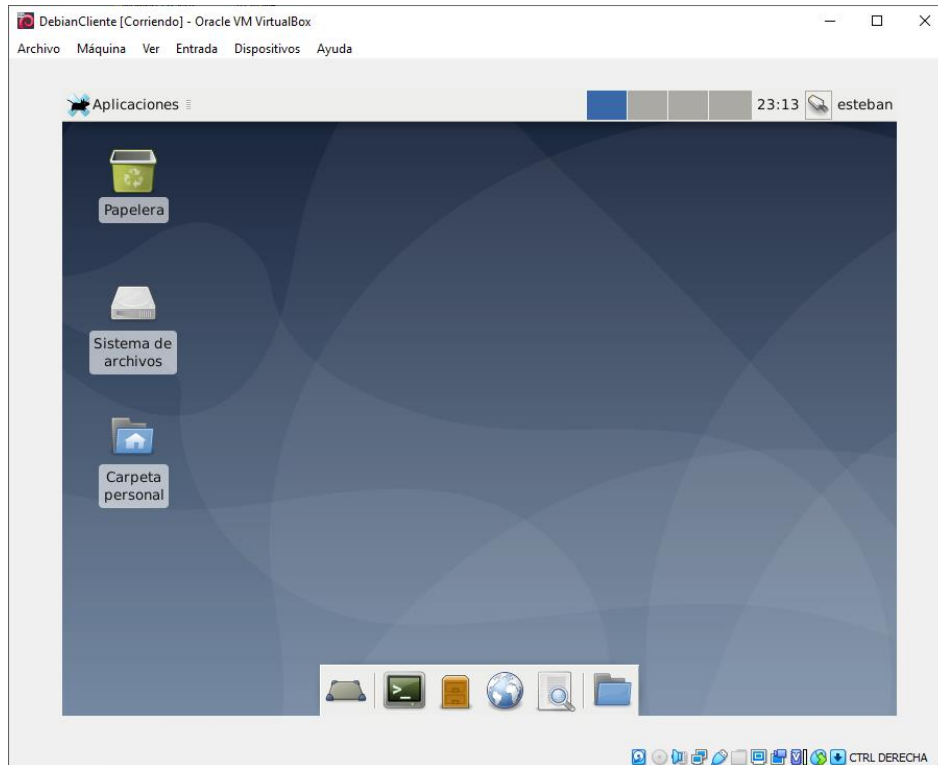 DebianCliente [Corriendo] - Oracle VM VirtualBox
Archivo Máquina Ver Entrada Dispositivos Ayuda
Aplicaciones 23:13 esteban
Papelera
Sistema de
archivos
Carpeta
personal
CTRL DERECHA